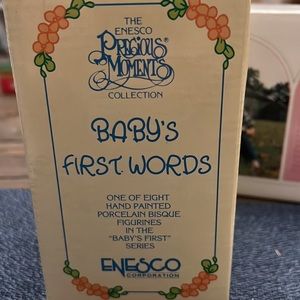 THE
ENESCO
PRECIOUS®
MOMENTS
COLLECTION
BABY'S
FIRST WORDS
ONE OF EIGHT
HAND PAINTED
PORCELAIN BISQUE
FIGURINES
IN THE
"BABY'S FIRST"
SERIES
ENESCO
CORPORATION